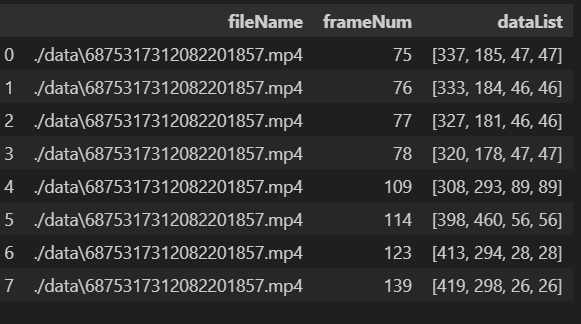 fileName frameNum dataList
0 ./data\6875317312082201857.mp4 75 [337, 185, 47, 47]
1 ./data\6875317312082201857.mp4 76 [333, 184, 46, 46]
2 ./data\6875317312082201857.mp4 77 [327, 181, 46, 46]
3 ./data\6875317312082201857.mp4 78 [320, 178, 47, 47]
4 ./data\6875317312082201857.mp4 109 [308, 293, 89, 89]
5 ./data\6875317312082201857.mp4 114 [398, 460, 56, 56]
6 ./data\6875317312082201857.mp4 123 [413, 294, 28, 28]
7 ./data\6875317312082201857.mp4 139 [419, 298, 26, 26]